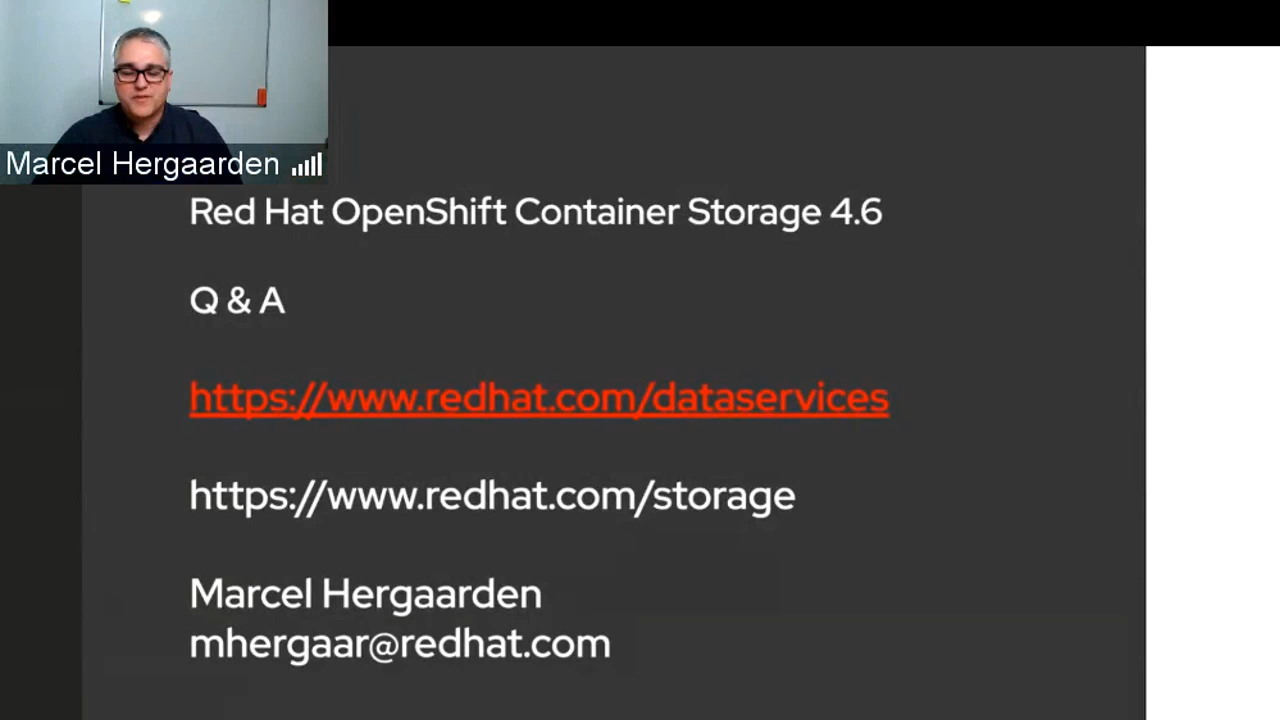 Marcel Hergaarden
Red Hat OpenShift Container Storage 4.6
Q & A
https://www.redhat.com/dataservices
https://www.redhat.com/storage
Marcel Hergaarden
mhergaar@redhat.com